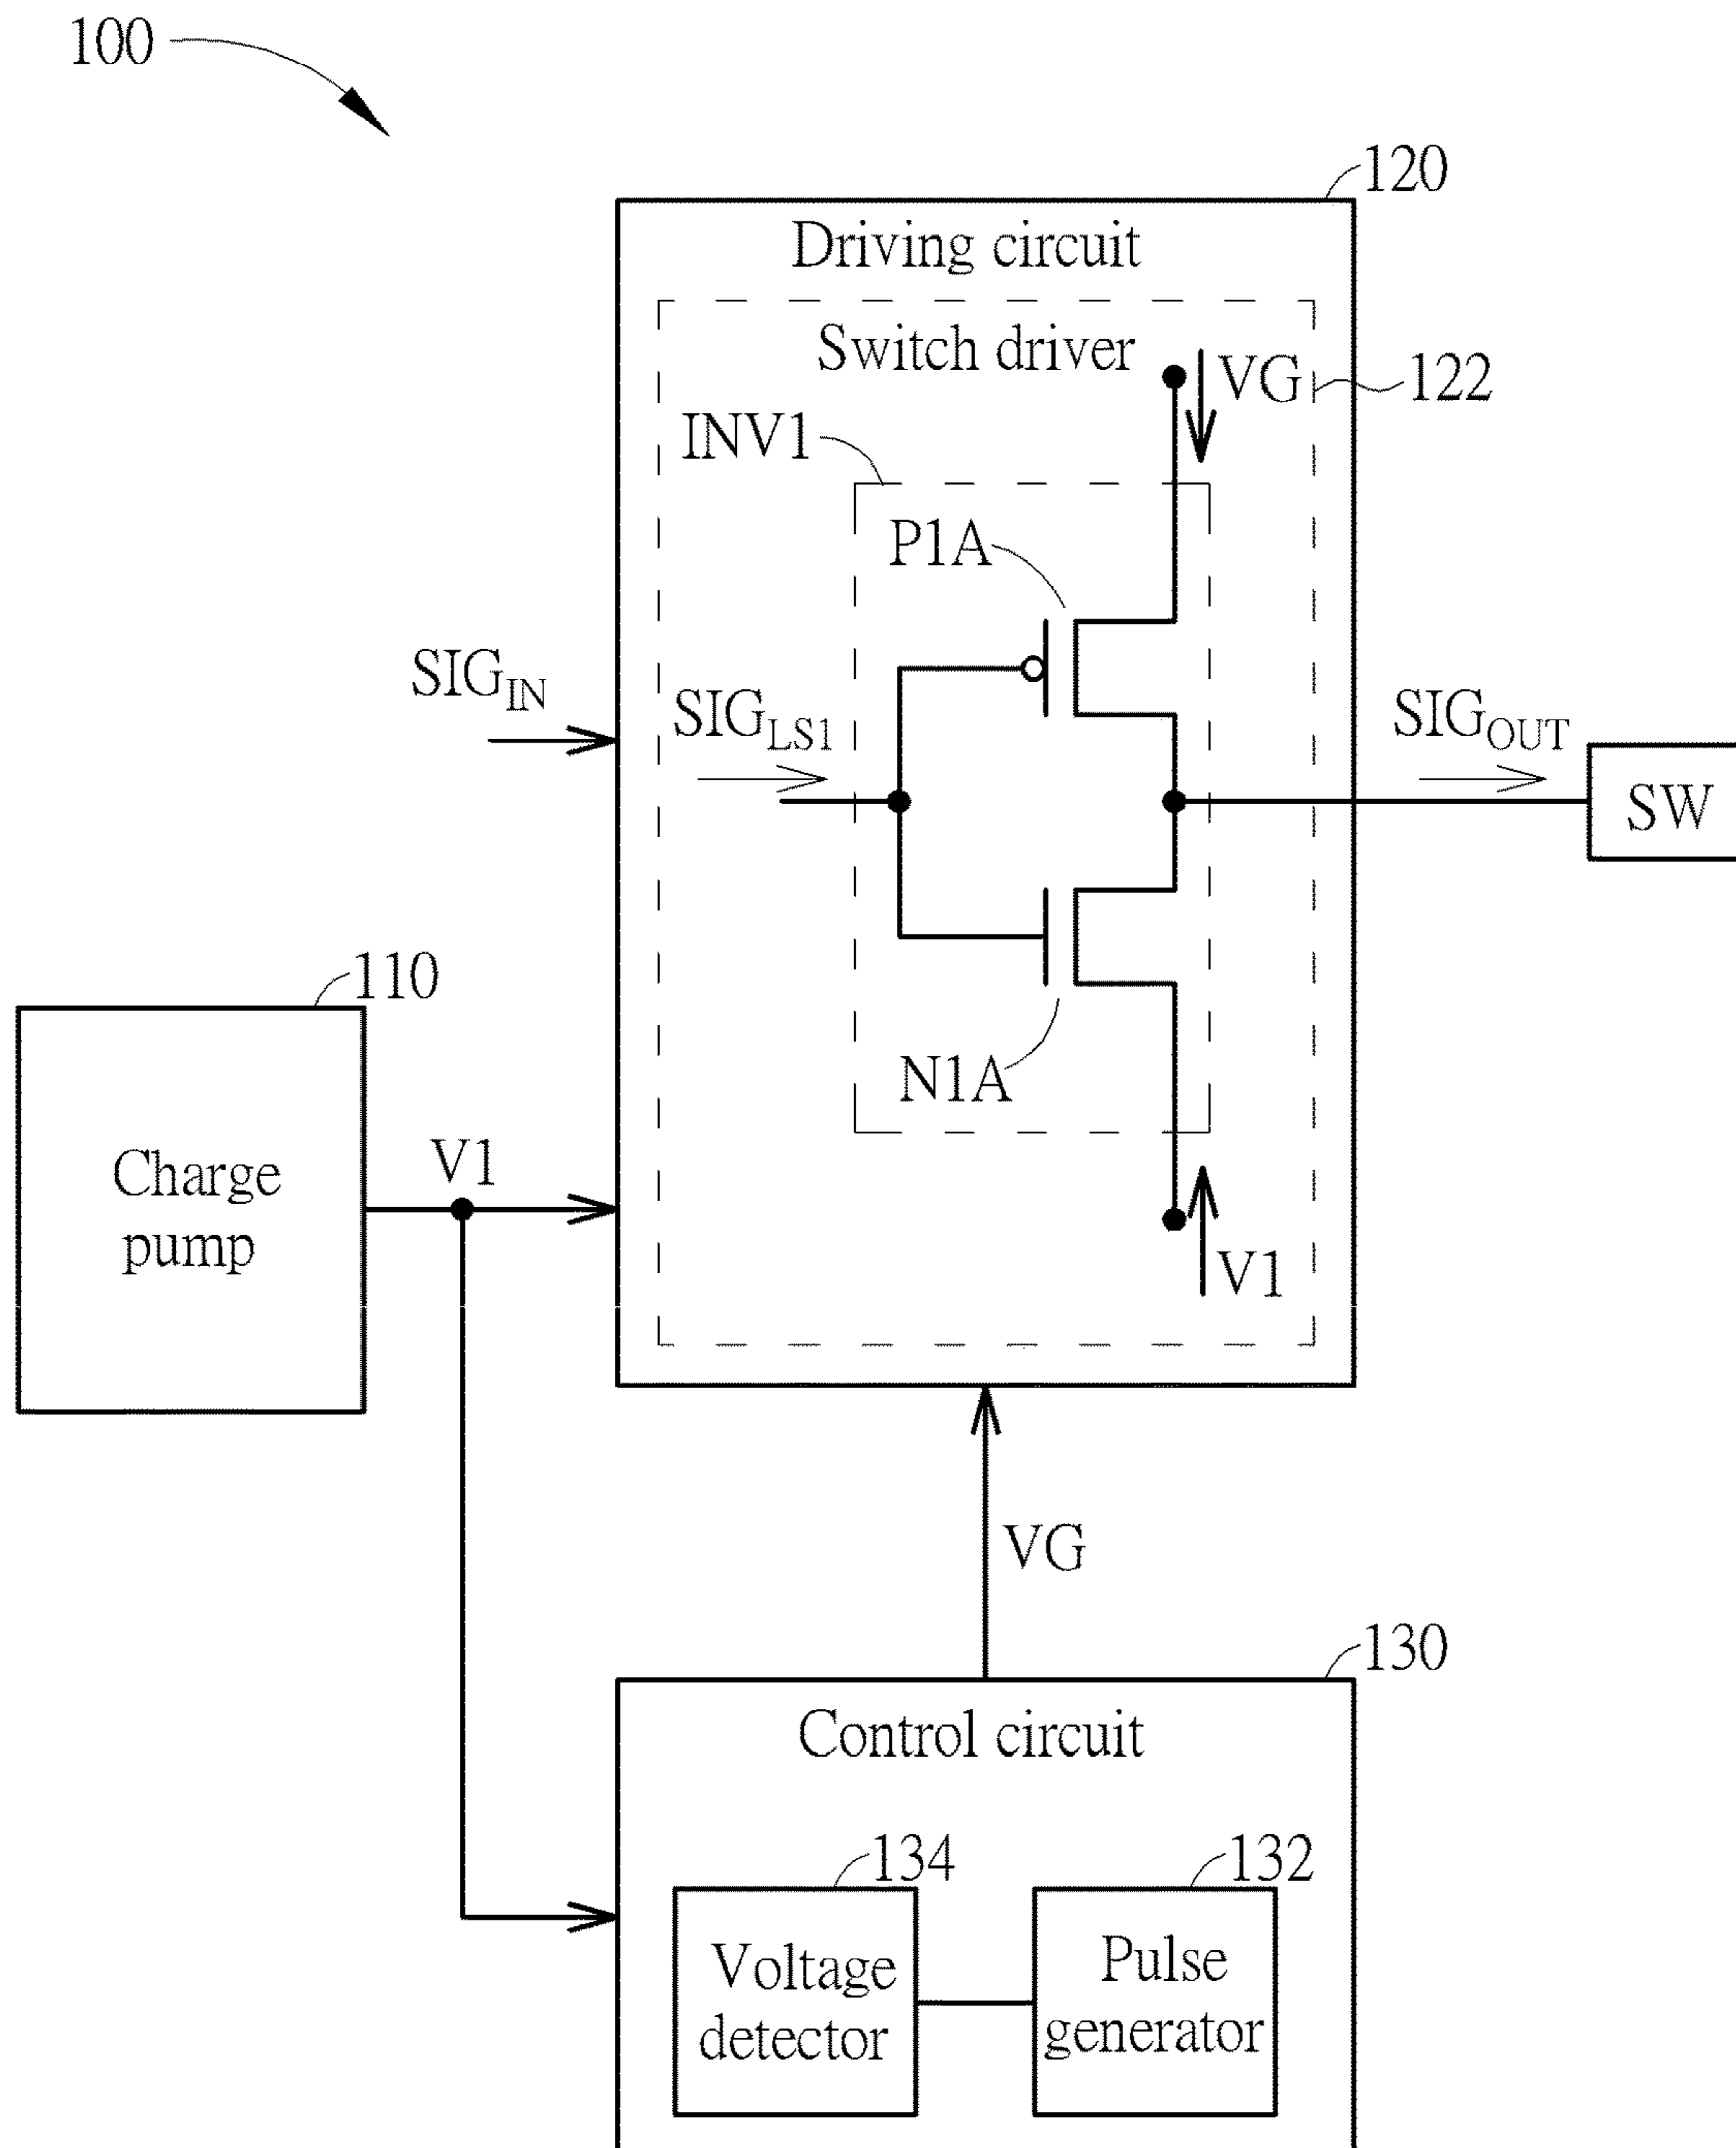 100
120
Driving circuit
Switch driver
VG
122
INV1
P1A
SIG_IN
SIG_LS1
SIG_OUT
SW
110
N1A
V1
Charge
pump
V1
VG
130
Control circuit
134
132
Voltage
detector
Pulse
generator